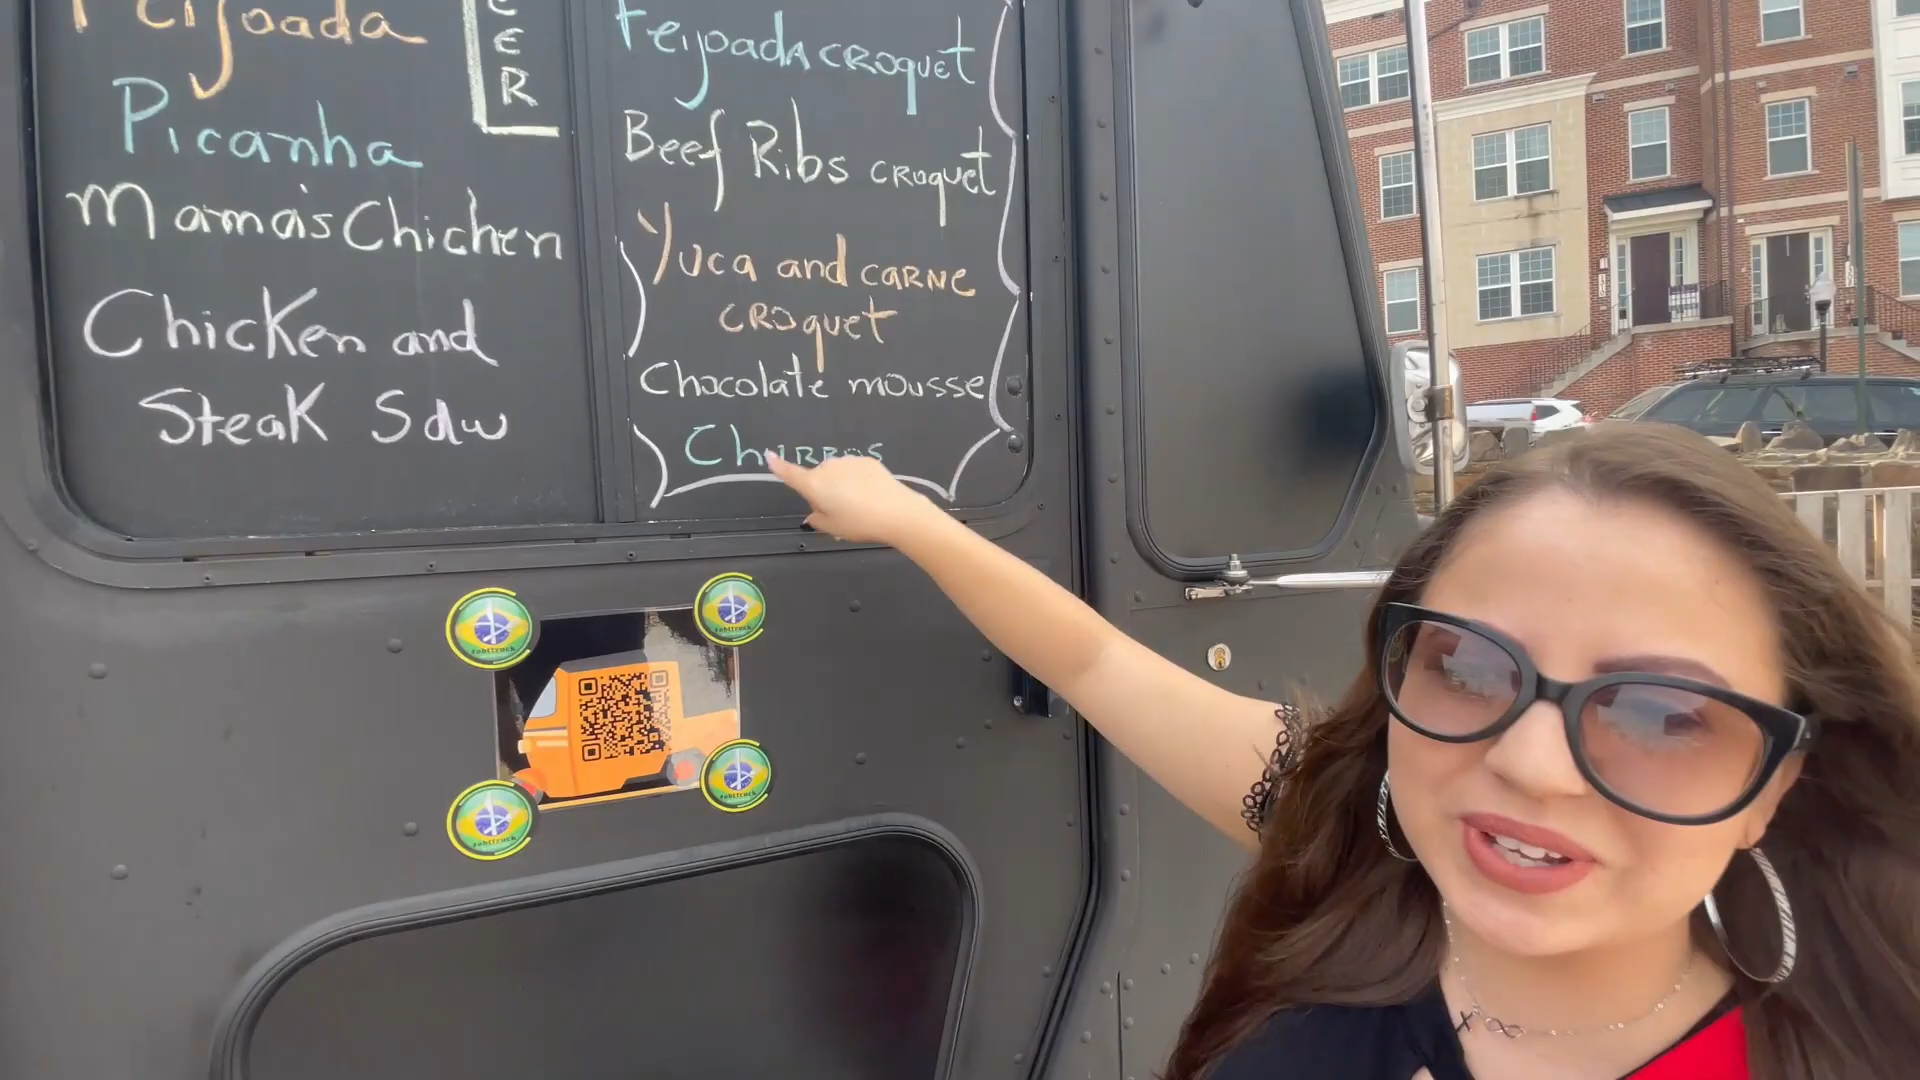 Feijoada
Picanha
Mama's Chicken
Chicken and
Steak Sdw
E
E
R
Feijoada croquet
Beef Ribs croquet
Yuca and carne
croquet
Chocolate mousse
Churros